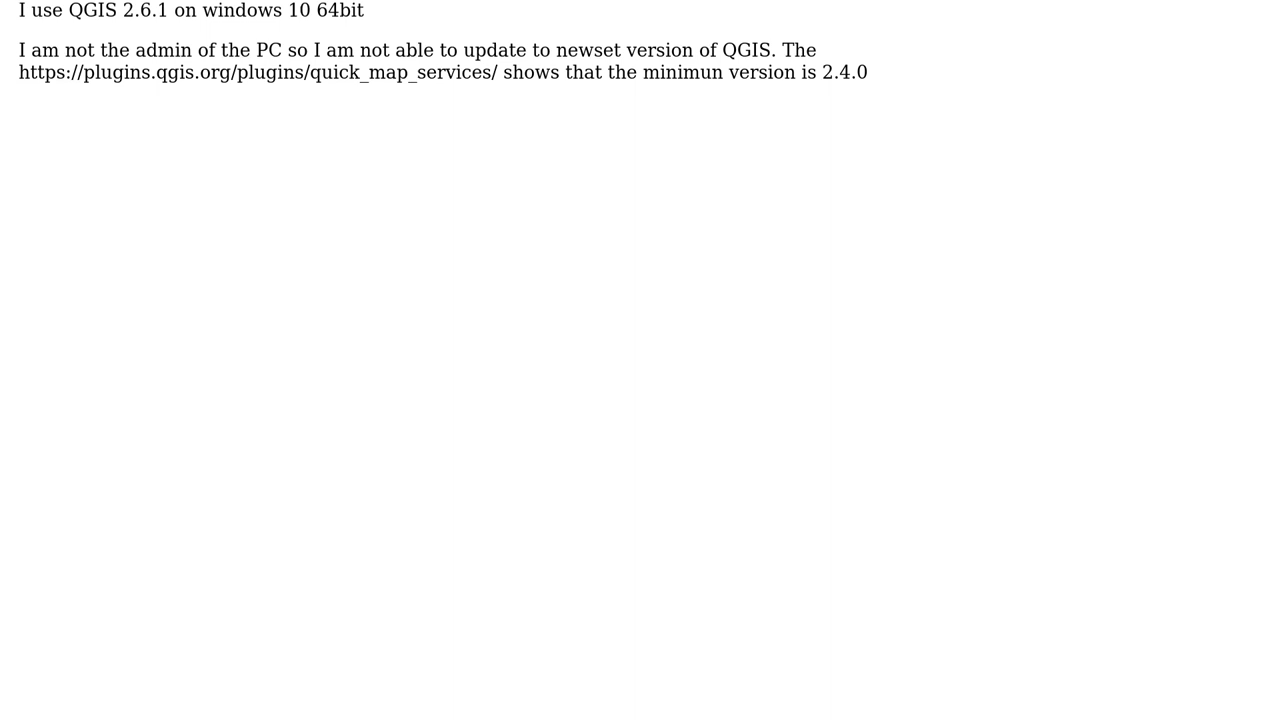 I use QGIS 2.6.1 on windows 10 64bit
I am not the admin of the PC so I am not able to update to newset version of QGIS. The
https://plugins.qgis.org/plugins/quick_map_services/ shows that the minimun version is 2.4.0